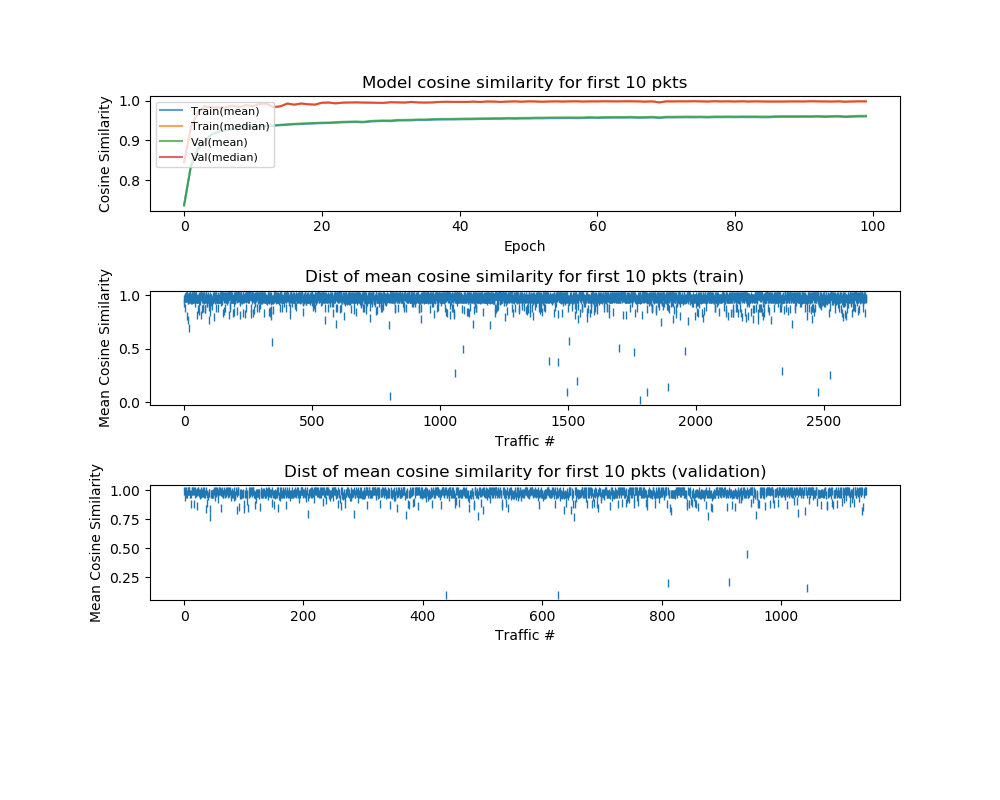 Model cosine similarity for first 10 pkts
Cosine Similarity
1.0
0.9
0.8
Train(mean)
Train(median)
Val(mean)
Val(median)
0 20 40 60 80 100
Epoch
Dist of mean cosine similarity for first 10 pkts (train)
Mean Cosine Similarity
1.0
0.5
0.0
0 500 1000 1500 2000 2500
Traffic #
Dist of mean cosine similarity for first 10 pkts (validation)
Mean Cosine Similarity
1.00
0.75
0.50
0.25
0 200 400 600 800 1000
Traffic #